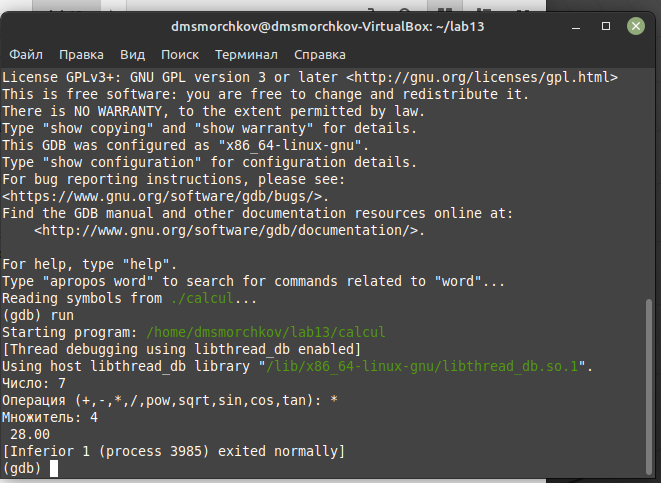 dmsmorchkov@dmsmorchkov-VirtualBox: ~/lab13
Файл Правка Вид Поиск Терминал Справка
License GPLv3+: GNU GPL version 3 or later <http://gnu.org/licenses/gpl.html>
This is free software: you are free to change and redistribute it.
There is NO WARRANTY, to the extent permitted by law.
Type "show copying" and "show warranty" for details.
This GDB was configured as "x86_64-linux-gnu".
Type "show configuration" for configuration details.
For bug reporting instructions, please see:
<https://www.gnu.org/software/gdb/bugs/>.
Find the GDB manual and other documentation resources online at:
    <http://www.gnu.org/software/gdb/documentation/>.

For help, type "help".
Type "apropos word" to search for commands related to "word"...
Reading symbols from ./calcul...
(gdb) run
Starting program: /home/dmsmorchkov/lab13/calcul
[Thread debugging using libthread_db enabled]
Using host libthread_db library "/lib/x86_64-linux-gnu/libthread_db.so.1".
Число: 7
Операция (+,-,*,/,pow,sqrt,sin,cos,tan): *
Множитель: 4
 28.00
[Inferior 1 (process 3985) exited normally]
(gdb)